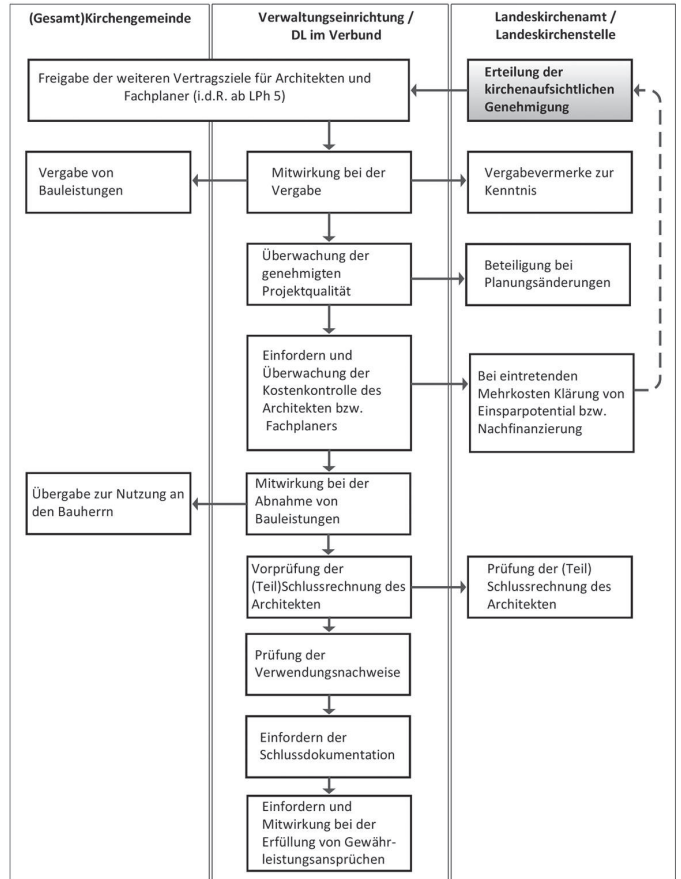 (Gesamt)Kirchengemeinde
Verwaltungseinrichtung /
DL im Verbund
Landeskirchenamt /
Landeskirchenstelle
Freigabe der weiteren Vertragsziele für Architekten und
Fachplaner (i.d.R. ab LPh 5)
Erteilung der
kirchenaufsichtlichen
Genehmigung
Vergabe von
Bauleistungen
Mitwirkung bei der
Vergabe
Vergabevermerke zur
Kenntnis
Überwachung der
genehmigten
Projektqualität
Beteiligung bei
Planungsänderungen
Einfordern und
Überwachung der
Kostenkontrolle des
Architekten bzw.
Fachplaners
Bei eintretenden
Mehrkosten Klärung von
Einsparpotential bzw.
Nachfinanzierung
Übergabe zur Nutzung an
den Bauherrn
Mitwirkung bei der
Abnahme von
Bauleistungen
Vorprüfung der
(Teil)Schlussrechnung des
Architekten
Prüfung der (Teil)
Schlussrechnung des
Architekten
Prüfung der
Verwendungsnachweise
Einfordern der
Schlussdokumentation
Einfordern und
Mitwirkung bei der
Erfüllung von Gewähr-
leistungsansprüchen